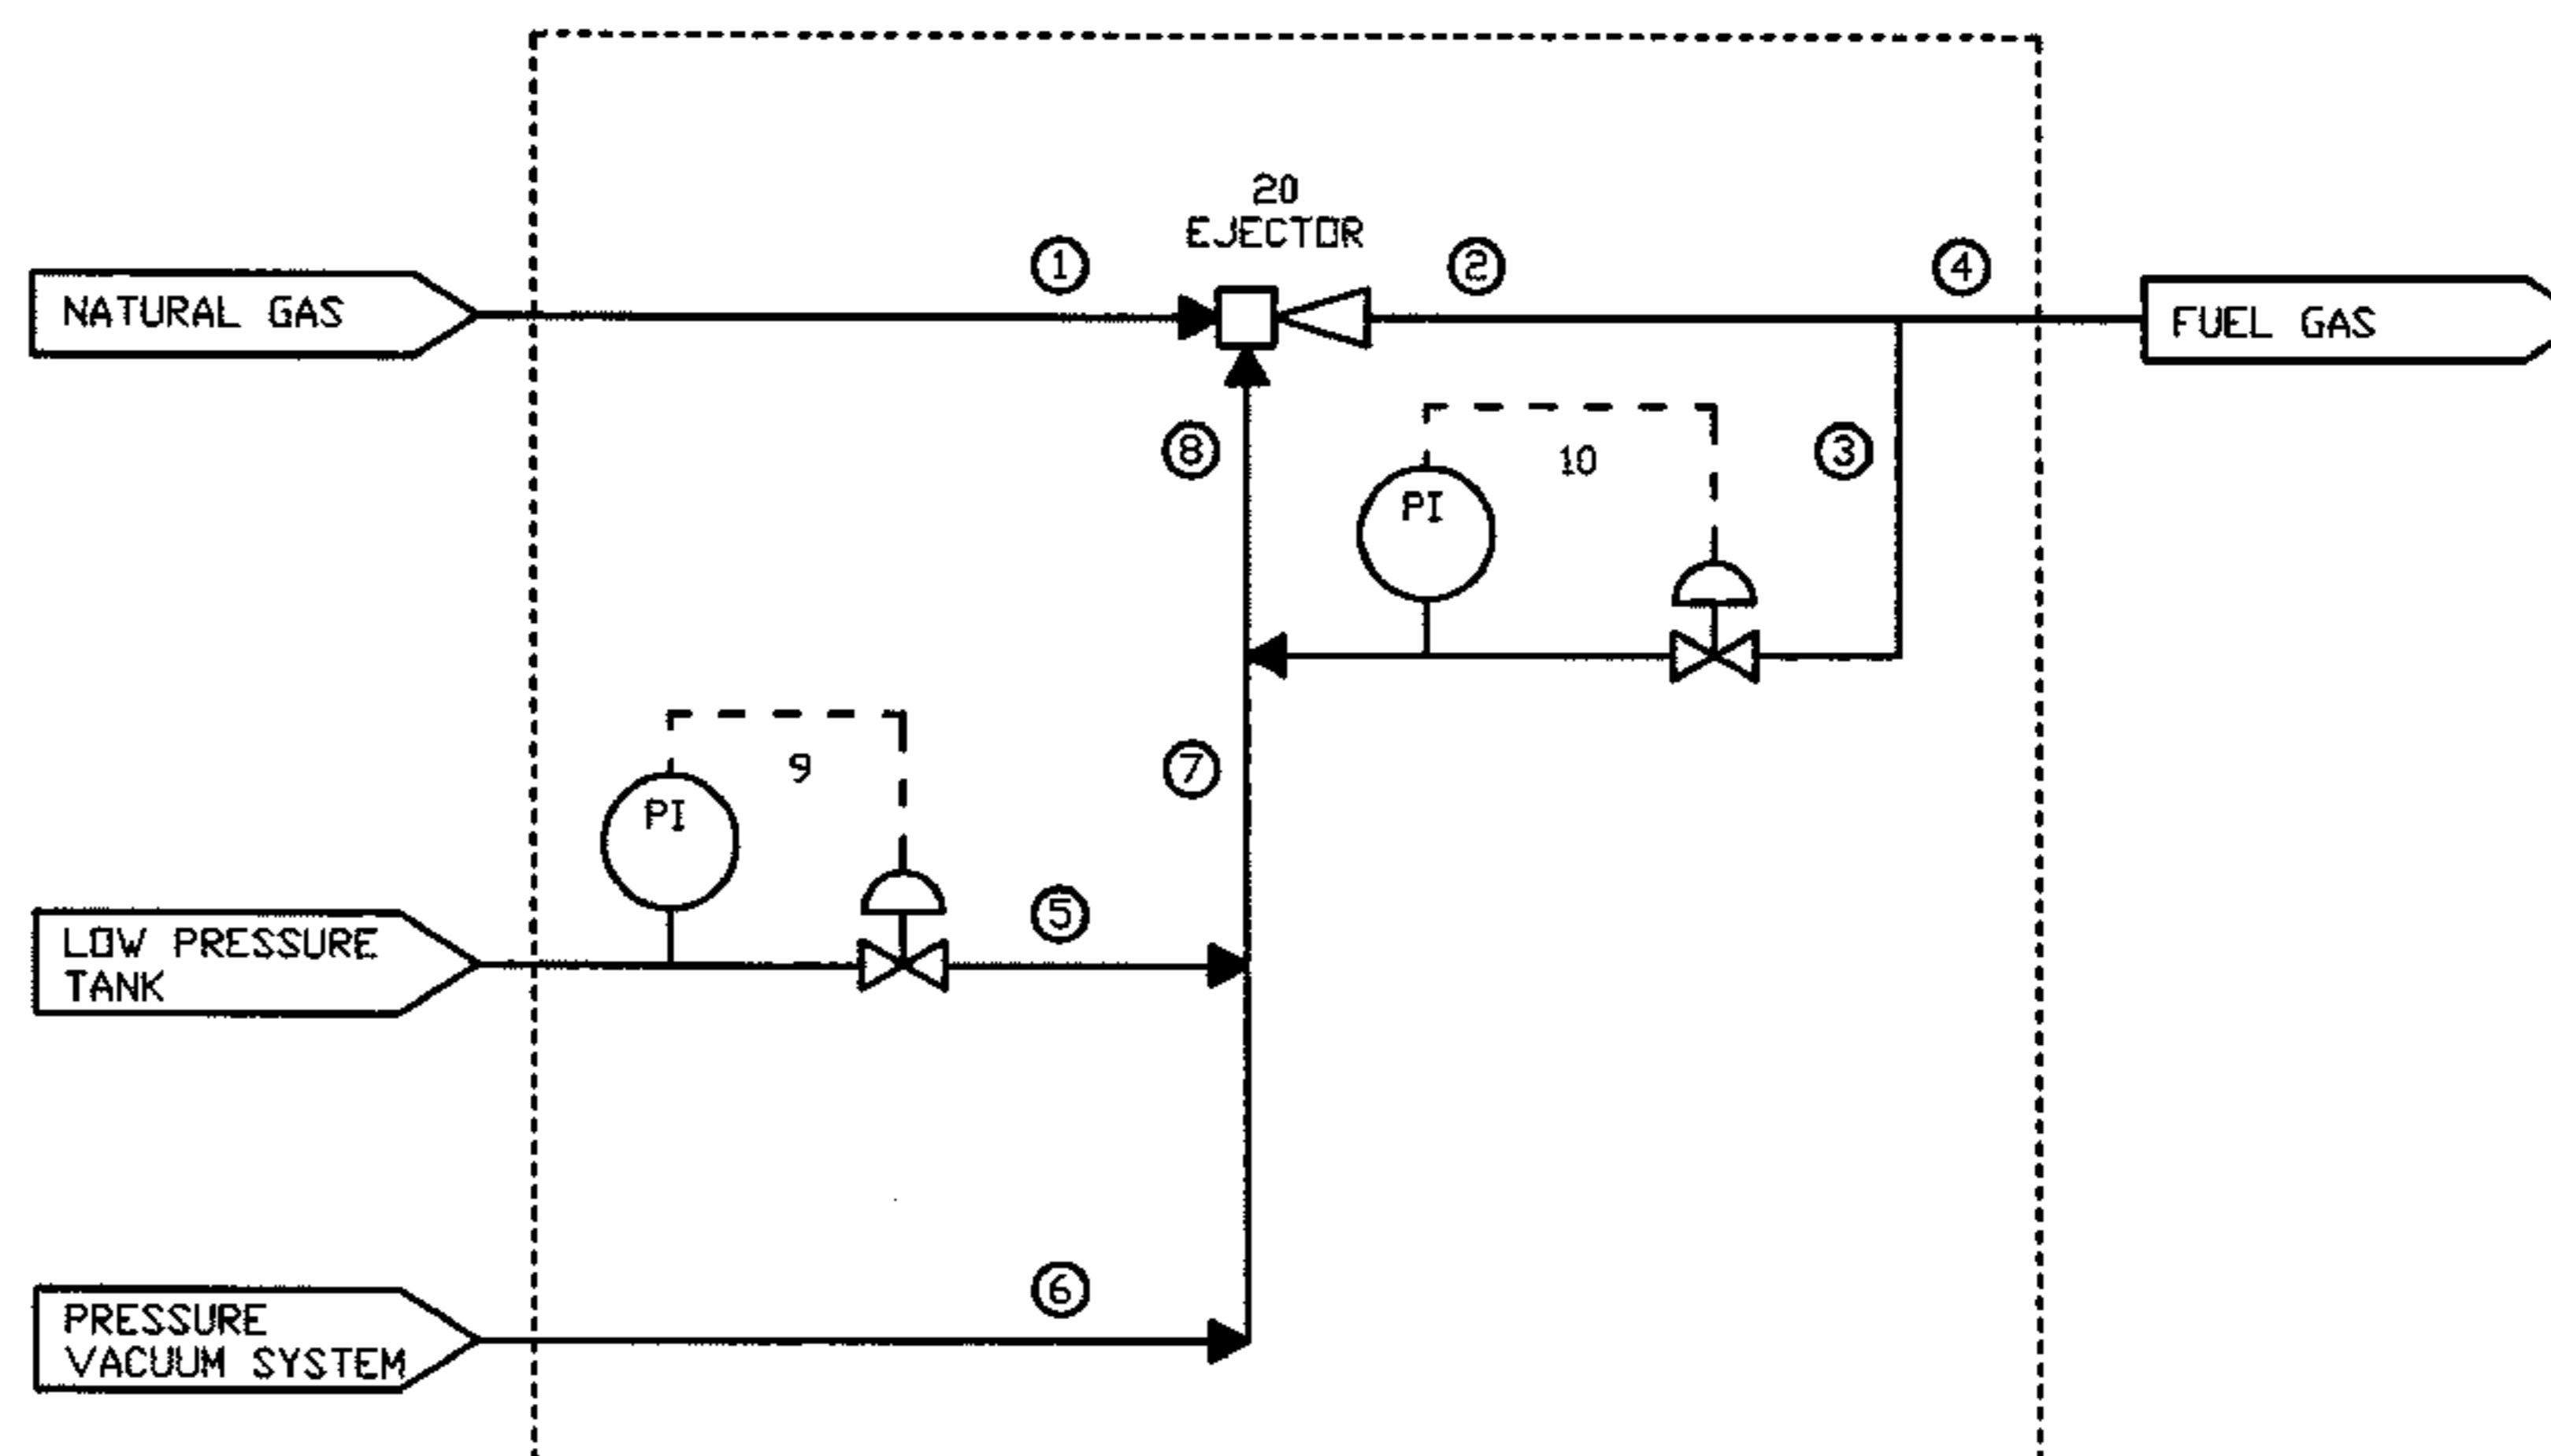 20
EJECTOR
1
2
4
NATURAL GAS
FUEL GAS
8
10
3
PI
7
9
PI
5
LOW PRESSURE
TANK
6
PRESSURE
VACUUM SYSTEM